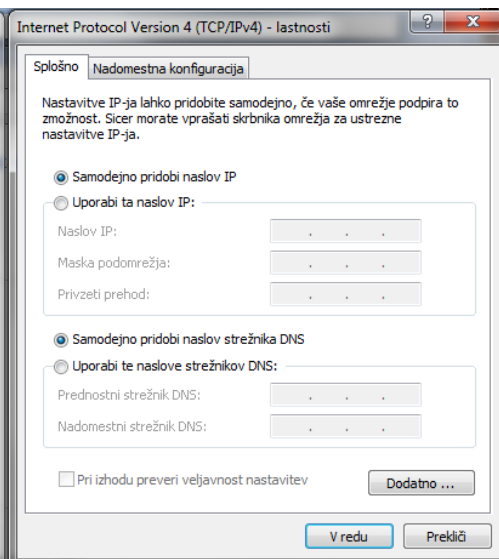 Internet Protocol Version 4 (TCP/IPv4) - lastnosti
Splošno
Nadomestna konfiguracija
Nastavitve IP-ja lahko pridobite samodejno, če vaše omrežje podpira to
zmožnost. Sicer morate vprašati skrbnika omrežja za ustrezne
nastavitve IP-ja.
Samodejno pridobi naslov IP
Uporabi ta naslov IP:
Naslov IP:
Maska podomrežja:
Privzeti prehod:
Samodejno pridobi naslov strežnika DNS
Uporabi te naslove strežnikov DNS:
Prednostni strežnik DNS:
Nadomestni strežnik DNS:
Pri izhodu preveri veljavnost nastavitev
Dodatno ...
V redu
Prekliči